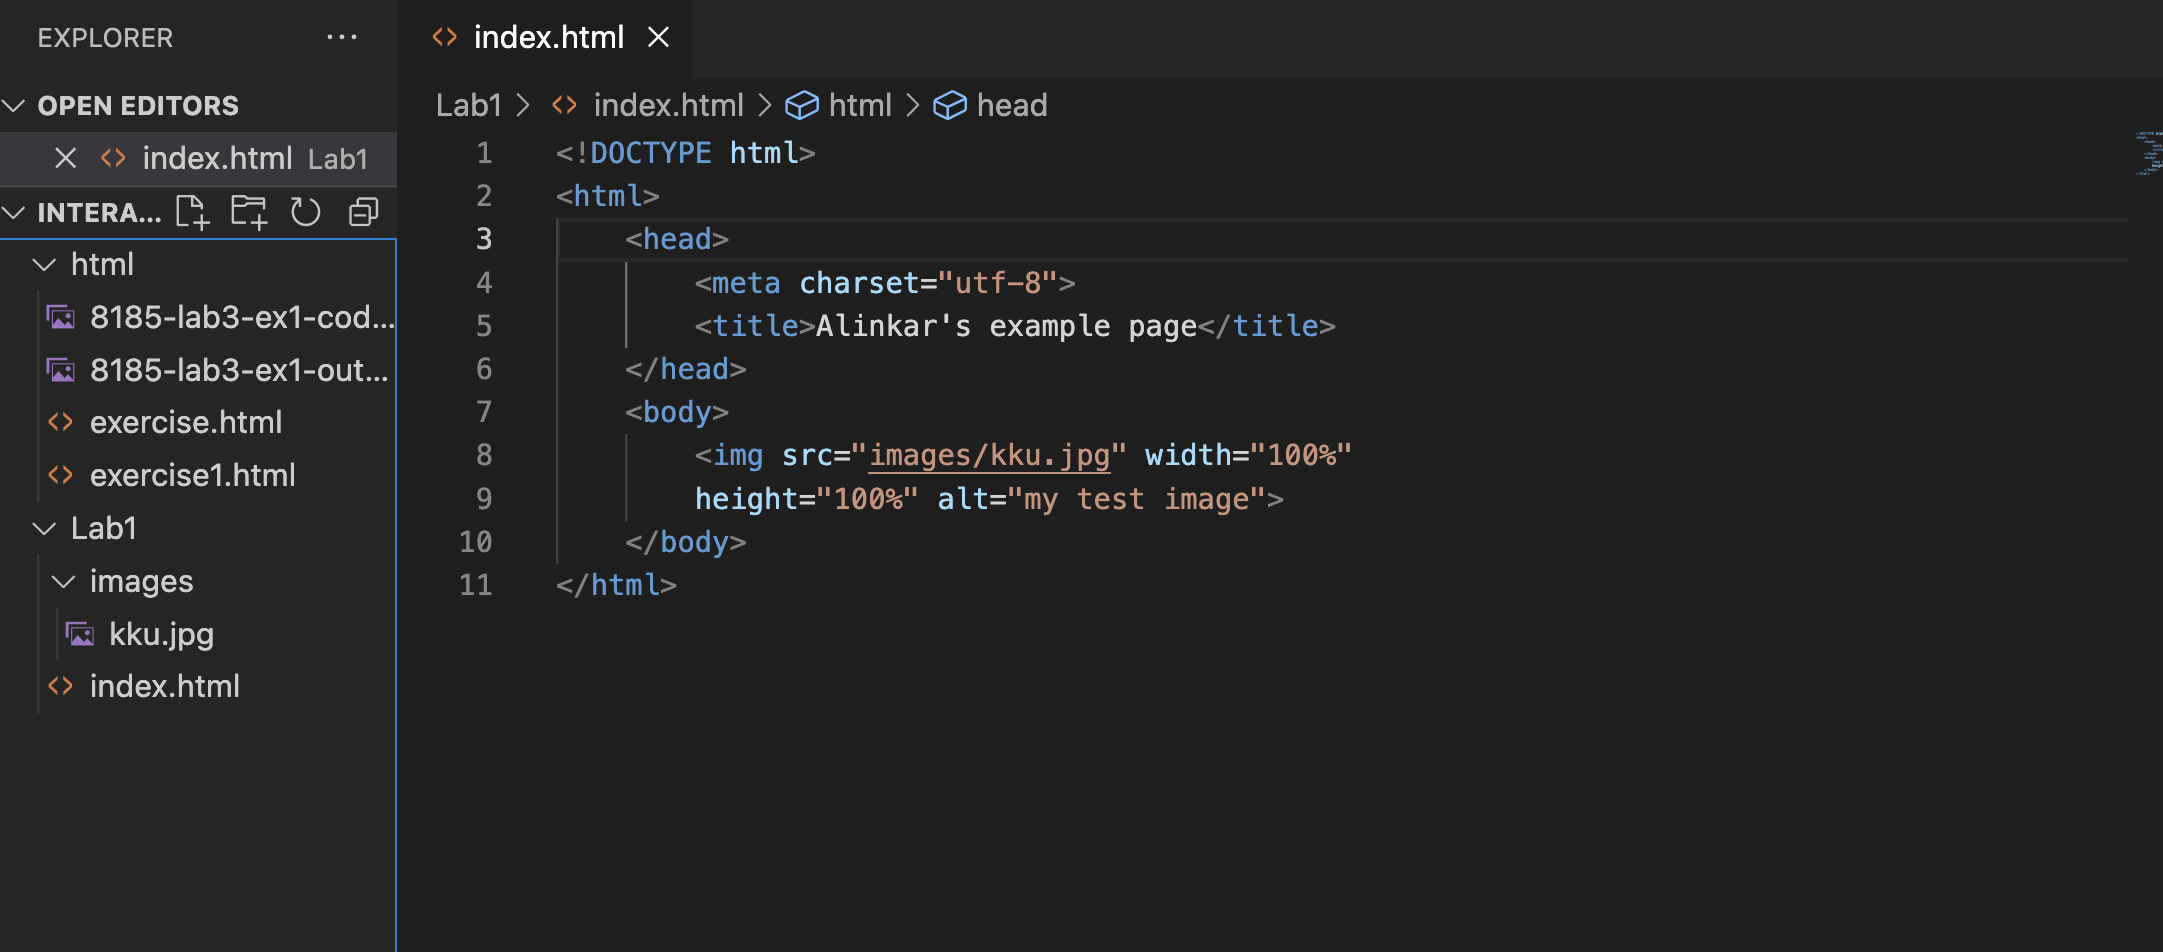 EXPLORER ...
OPEN EDITORS
index.html Lab1
INTERA...
html
8185-lab3-ex1-cod...
8185-lab3-ex1-out...
exercise.html
exercise1.html
Lab1
images
kku.jpg
index.html
index.html
Lab1 > index.html > html > head
1 <!DOCTYPE html>
2 <html>
3 <head>
4 <meta charset="utf-8">
5 <title>Alinkar's example page</title>
6 </head>
7 <body>
8 <img src="images/kku.jpg" width="100%"
9 height="100%" alt="my test image">
10 </body>
11 </html>